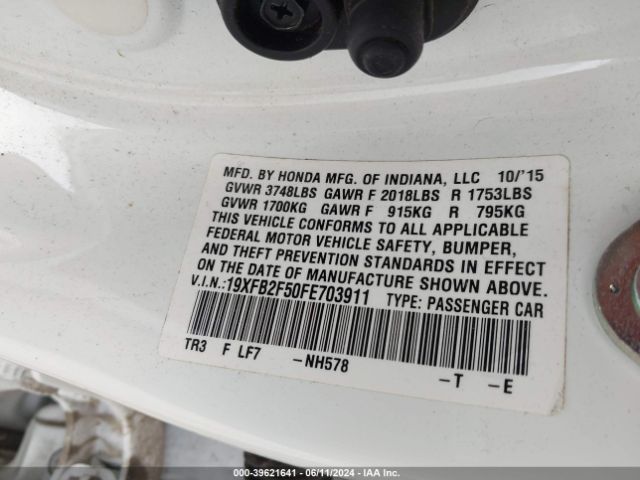 MFD. BY HONDA MFG. OF INDIANA, LLC 10/'15
GVWR 3748LBS GAWR F 2018LBS R 1753LBS
GVWR 1700KG GAWR F 915KG R 795KG
THIS VEHICLE CONFORMS TO ALL APPLICABLE
FEDERAL MOTOR VEHICLE SAFETY, BUMPER,
AND THEFT PREVENTION STANDARDS IN EFFECT
ON THE DATE OF MANUFACTURE SHOWN ABOVE.
V.I.N.:19XFB2F50FE703911 TYPE: PASSENGER CAR
TR3 F LF7 -NH578 -T -E
000-39621641 - 06/11/2024 - IAAI.com